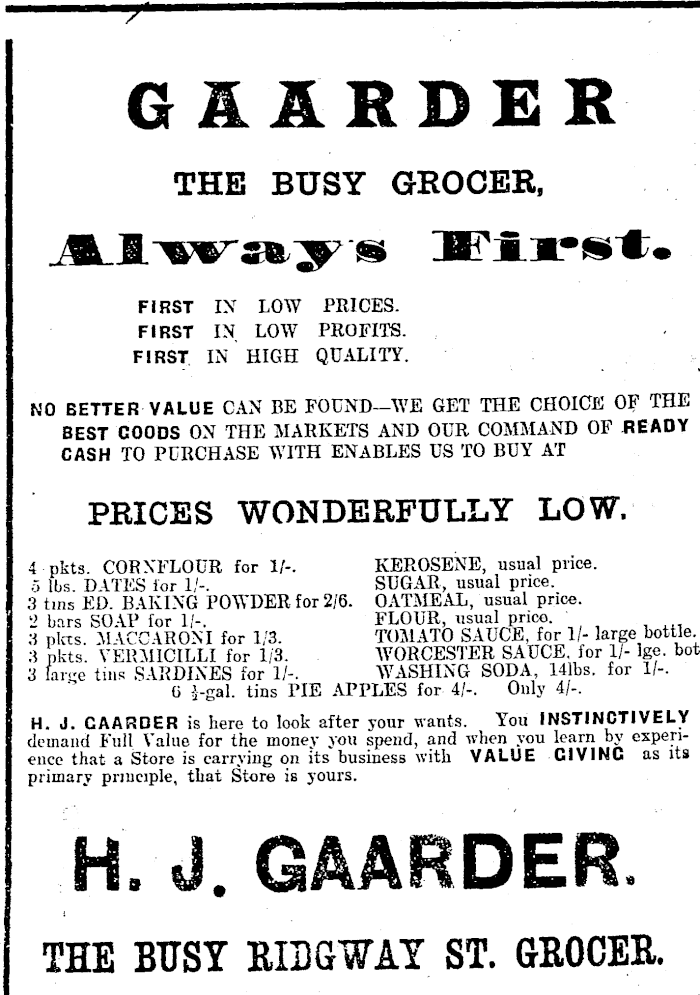 GAARDER
THE BUSY GROCER,
Always First.
FIRST IN LOW PRICES.
FIRST IN LOW PROFITS.
FIRST IN HIGH QUALITY.
NO BETTER VALUE CAN BE FOUND—WE GET THE CHOICE OF THE
BEST GOODS ON THE MARKETS AND OUR COMMAND OF READY
CASH TO PURCHASE WITH ENABLES US TO BUY AT
PRICES WONDERFULLY LOW.
4 pkts. CORNFLOUR for 1/-.
5 lbs. DATES for 1/-.
3 tins ED. BAKING POWDER for 2/6.
2 bars SOAP for 1/-.
3 pkts. MACCARONI for 1/3.
3 pkts. VERMICILLI for 1/3.
3 large tins SARDINES for 1/-.
KEROSENE, usual price.
SUGAR, usual price.
OATMEAL, usual price.
FLOUR, usual price.
TOMATO SAUCE, for 1/- large bottle.
WORCESTER SAUCE, for 1/- lge. bot
WASHING SODA, 14lbs. for 1/-.
6 ½-gal. tins PIE APPLES for 4/-. Only 4/-.
H. J. GAARDER is here to look after your wants. You INSTINCTIVELY
demand Full Value for the money you spend, and when you learn by experi-
ence that a Store is carrying on its business with VALUE GIVING as its
primary principle, that Store is yours.
H. J. GAARDER.
THE BUSY RIDGWAY ST. GROCER.